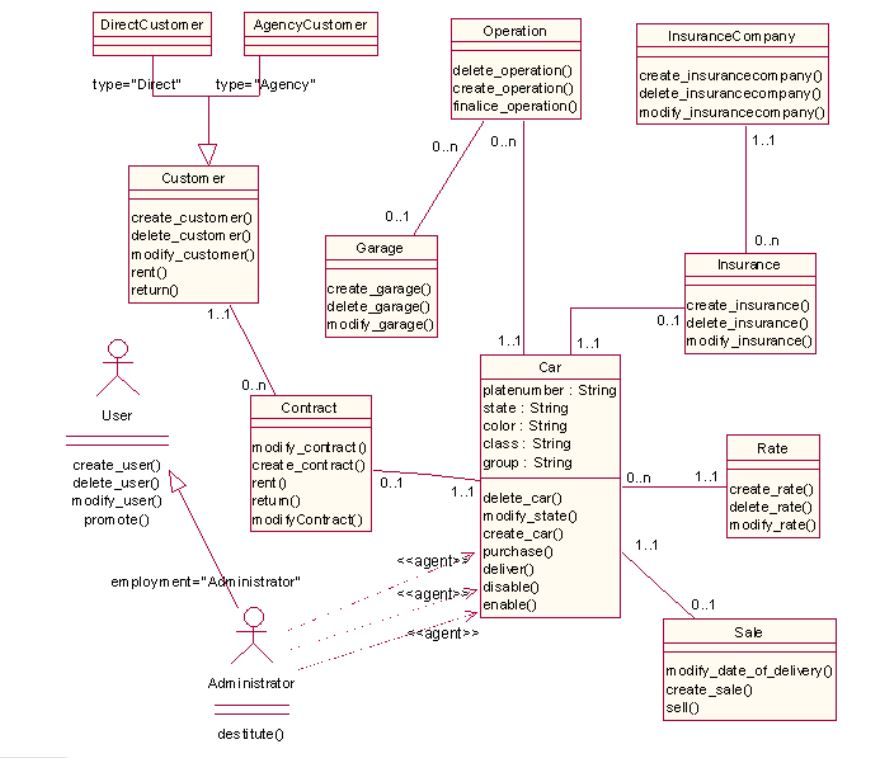 DirectCustomer
AgencyCustomer
type="Direct"
type="Agency"
Customer
create_customer()
delete_customer()
modify_customer()
rent()
return()
Operation
delete_operation()
create_operation()
finalice_operation()
InsuranceCompany
create_insurancecompany()
delete_insurancecompany()
modify_insurancecompany()
0..n
0..n
1..1
0..1
0..n
Garage
create_garage()
delete_garage()
modify_garage()
Insurance
create_insurance()
delete_insurance()
modify_insurance()
1..1
0..1
1..1
1..1
0..n
User
create_user()
delete_user()
modify_user()
promote()
Contract
modify_contract()
create_contract()
rent()
return()
modifyContract()
0..1
1..1
Car
platenumber : String
state : String
color : String
class : String
group : String
delete_car()
modify_state()
create_car()
purchase()
deliver()
disable()
enable()
0..n
1..1
Rate
create_rate()
delete_rate()
modify_rate()
1..1
0..1
Sale
modify_date_of_delivery()
create_sale()
sell()
employment="Administrator"
<<agent>>
<<agent>>
<<agent>>
Administrator
destitute()